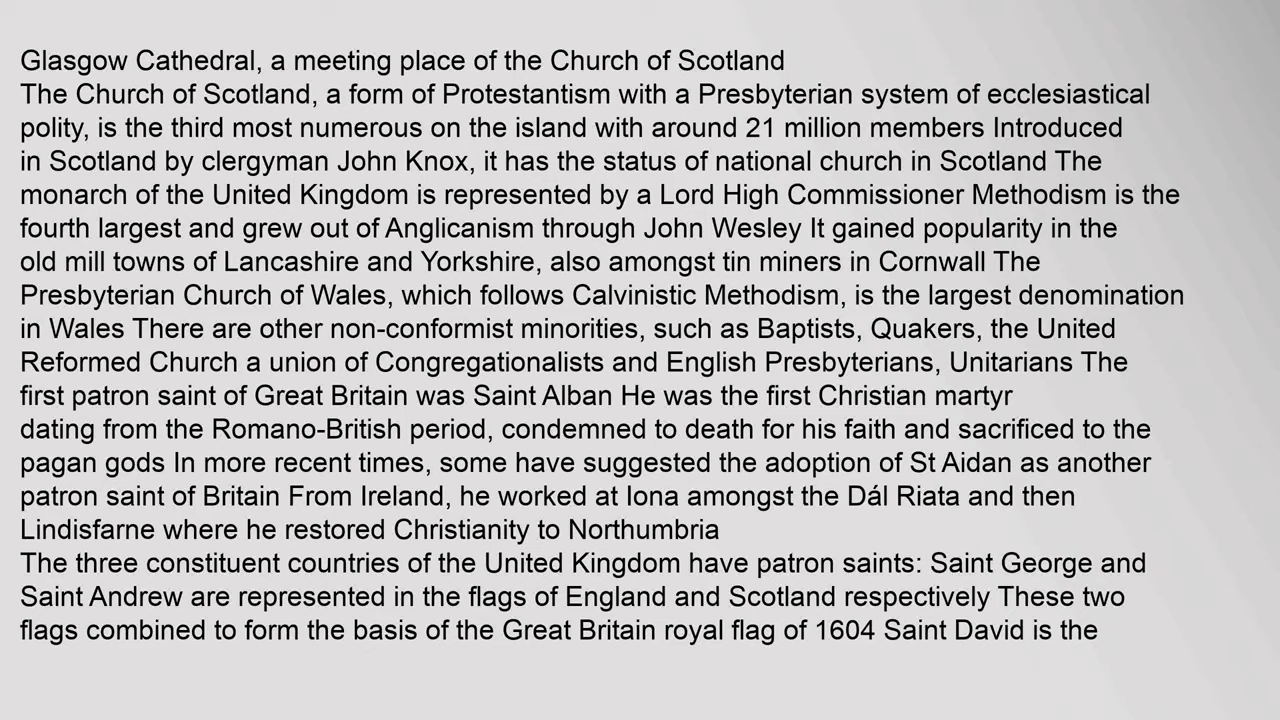 Glasgow Cathedral, a meeting place of the Church of Scotland
The Church of Scotland, a form of Protestantism with a Presbyterian system of ecclesiastical
polity, is the third most numerous on the island with around 21 million members Introduced
in Scotland by clergyman John Knox, it has the status of national church in Scotland The
monarch of the United Kingdom is represented by a Lord High Commissioner Methodism is the
fourth largest and grew out of Anglicanism through John Wesley It gained popularity in the
old mill towns of Lancashire and Yorkshire, also amongst tin miners in Cornwall The
Presbyterian Church of Wales, which follows Calvinistic Methodism, is the largest denomination
in Wales There are other non-conformist minorities, such as Baptists, Quakers, the United
Reformed Church a union of Congregationalists and English Presbyterians, Unitarians The
first patron saint of Great Britain was Saint Alban He was the first Christian martyr
dating from the Romano-British period, condemned to death for his faith and sacrificed to the
pagan gods In more recent times, some have suggested the adoption of St Aidan as another
patron saint of Britain From Ireland, he worked at Iona amongst the Dál Riata and then
Lindisfarne where he restored Christianity to Northumbria
The three constituent countries of the United Kingdom have patron saints: Saint George and
Saint Andrew are represented in the flags of England and Scotland respectively These two
flags combined to form the basis of the Great Britain royal flag of 1604 Saint David is the